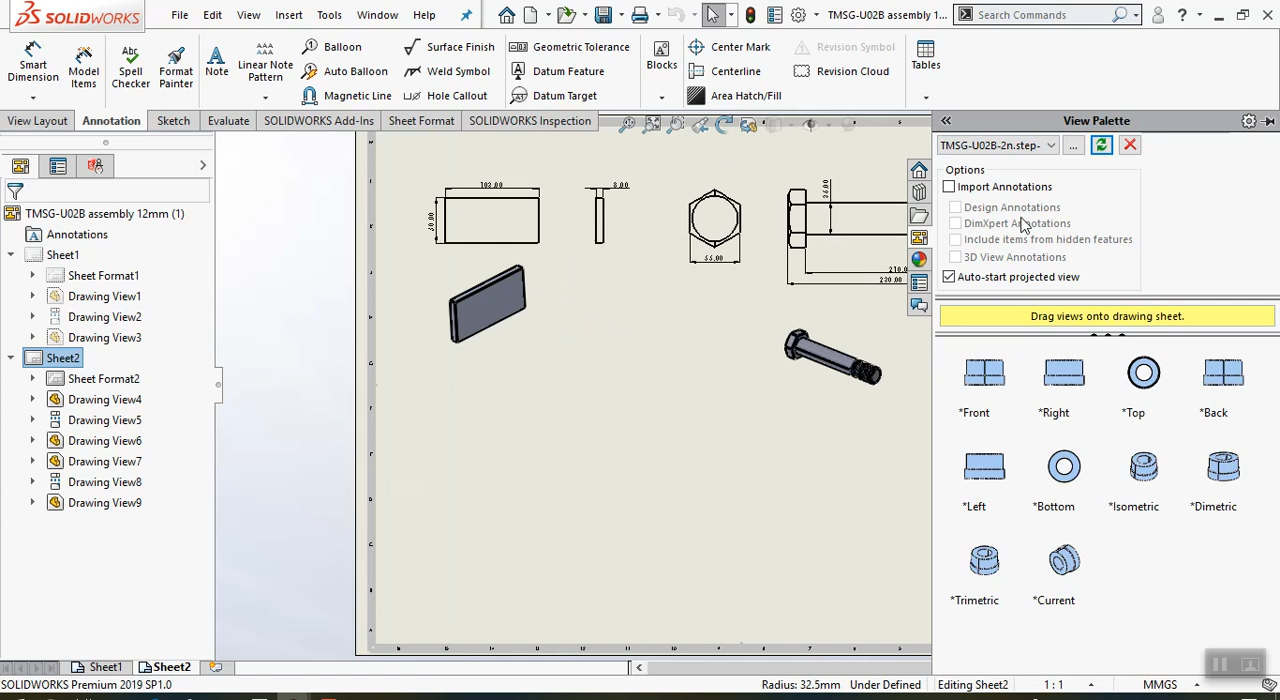 SOLIDWORKS
File Edit View Insert Tools Window Help
TMSG-U02B assembly 1...
Search Commands
Smart Dimension
Model Items
Spell Checker
Format Painter
Note
Linear Note Pattern
Balloon
Auto Balloon
Magnetic Line
Surface Finish
Weld Symbol
Hole Callout
Geometric Tolerance
Datum Feature
Datum Target
Blocks
Center Mark
Centerline
Area Hatch/Fill
Revision Symbol
Revision Cloud
Tables
View Layout Annotation Sketch Evaluate SOLIDWORKS Add-Ins Sheet Format SOLIDWORKS Inspection
TMSG-U02B assembly 12mm (1)
Annotations
Sheet1
Sheet Format1
Drawing View1
Drawing View2
Drawing View3
Sheet2
Sheet Format2
Drawing View4
Drawing View5
Drawing View6
Drawing View7
Drawing View8
Drawing View9
8.00
55.00
230.00
View Palette
TMSG-U02B-2n.step-
...
Options
Import Annotations
Design Annotations
DimXpert Annotations
Include items from hidden features
3D View Annotations
Auto-start projected view
Drag views onto drawing sheet.
*Front *Right *Top *Back
*Left *Bottom *Isometric *Dimetric
*Trimetric *Current
Sheet1 Sheet2
SOLIDWORKS Premium 2019 SP1.0
Radius: 32.5mm Under Defined Editing Sheet2 1 : 1 MMGS